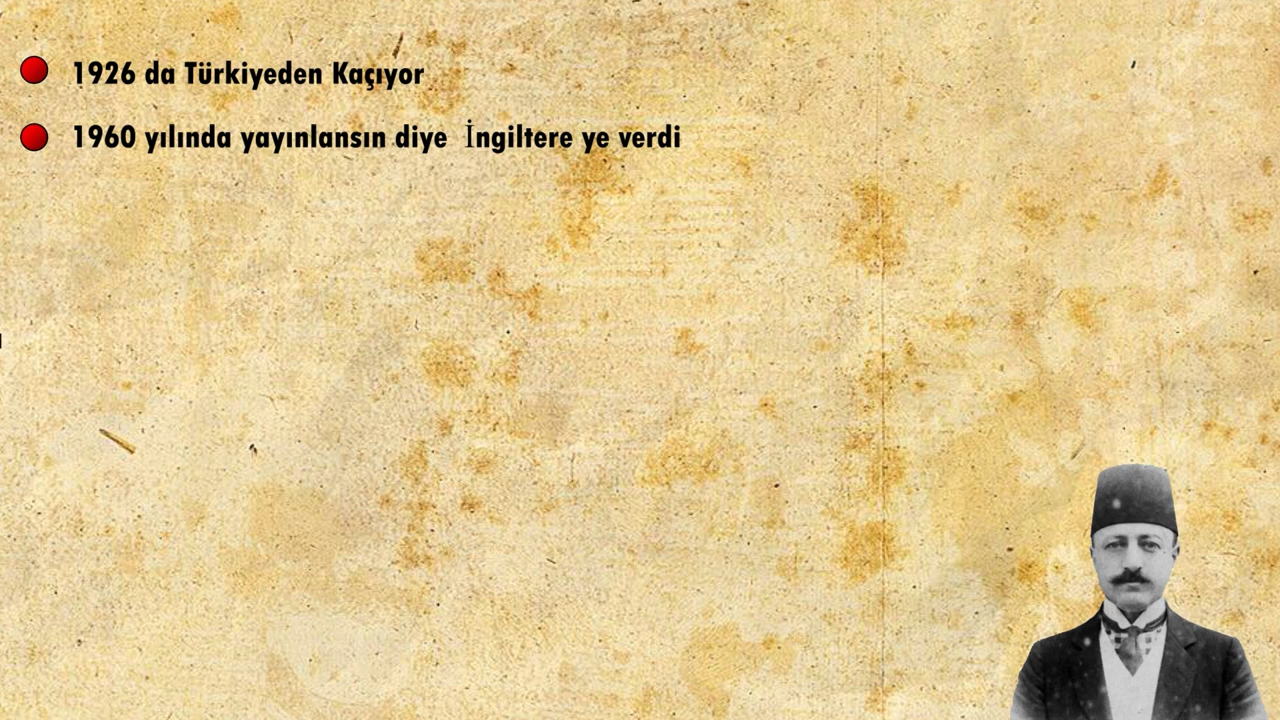 1926 da Türkiyeden Kaçıyor
1960 yılında yayınlansın diye İngiltere ye verdi